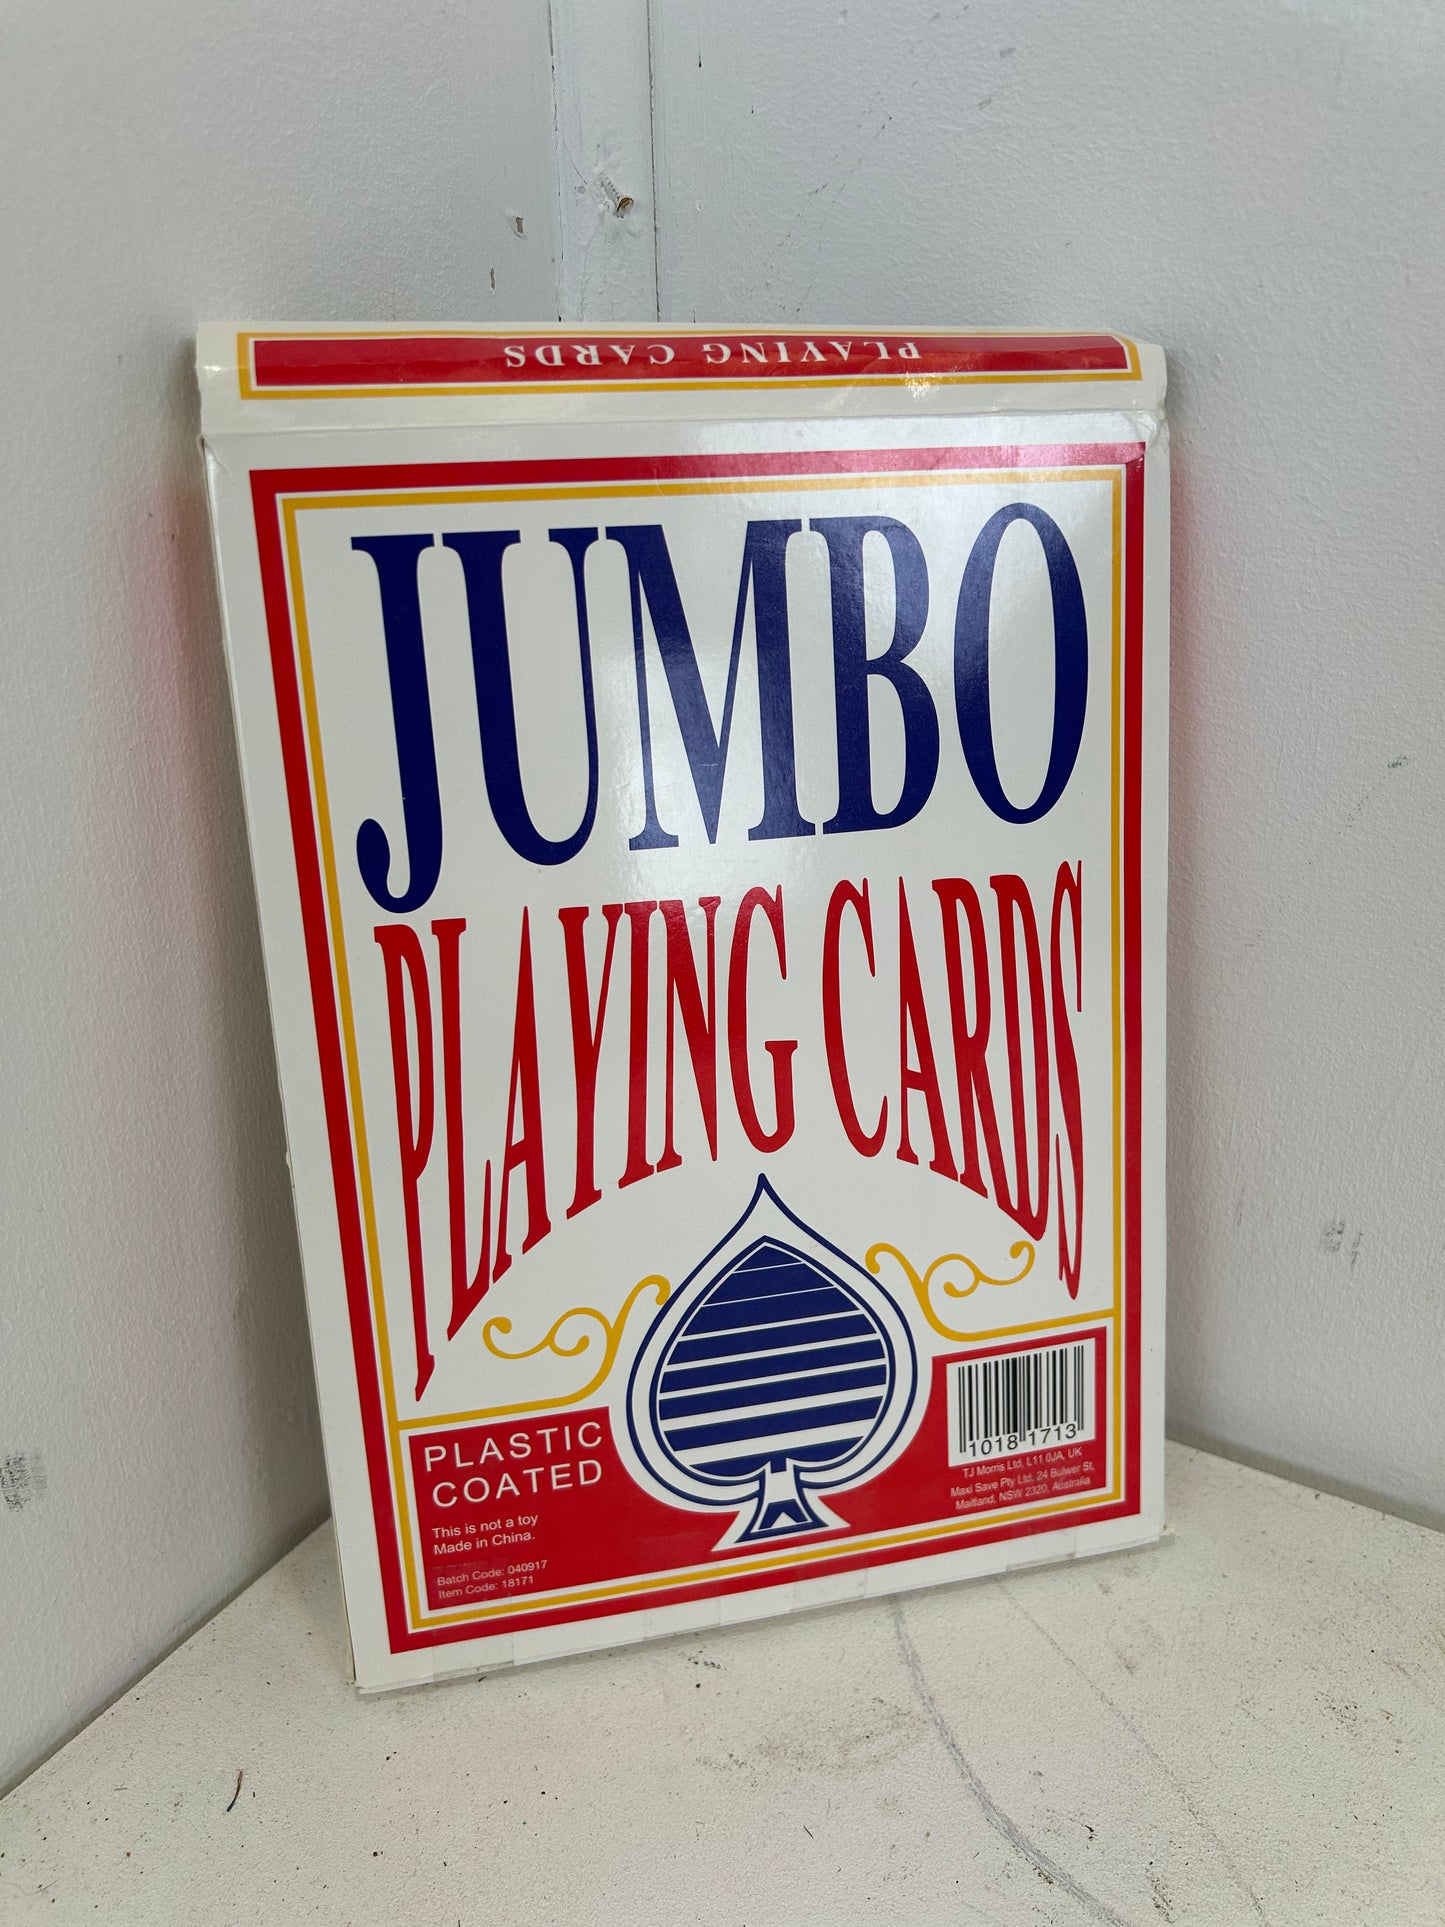 PLAYING CARDS
JUMBO
PLAYING CARDS
PLASTIC
COATED
This is not a toy
Made in China.
Batch Code: 040917
Item Code: 18171
1018 1713
TJ Morris Ltd, L11 0JA, UK
Maxi Save Pty Ltd, 24 Bulwer St,
Maitland, NSW 2320, Australia